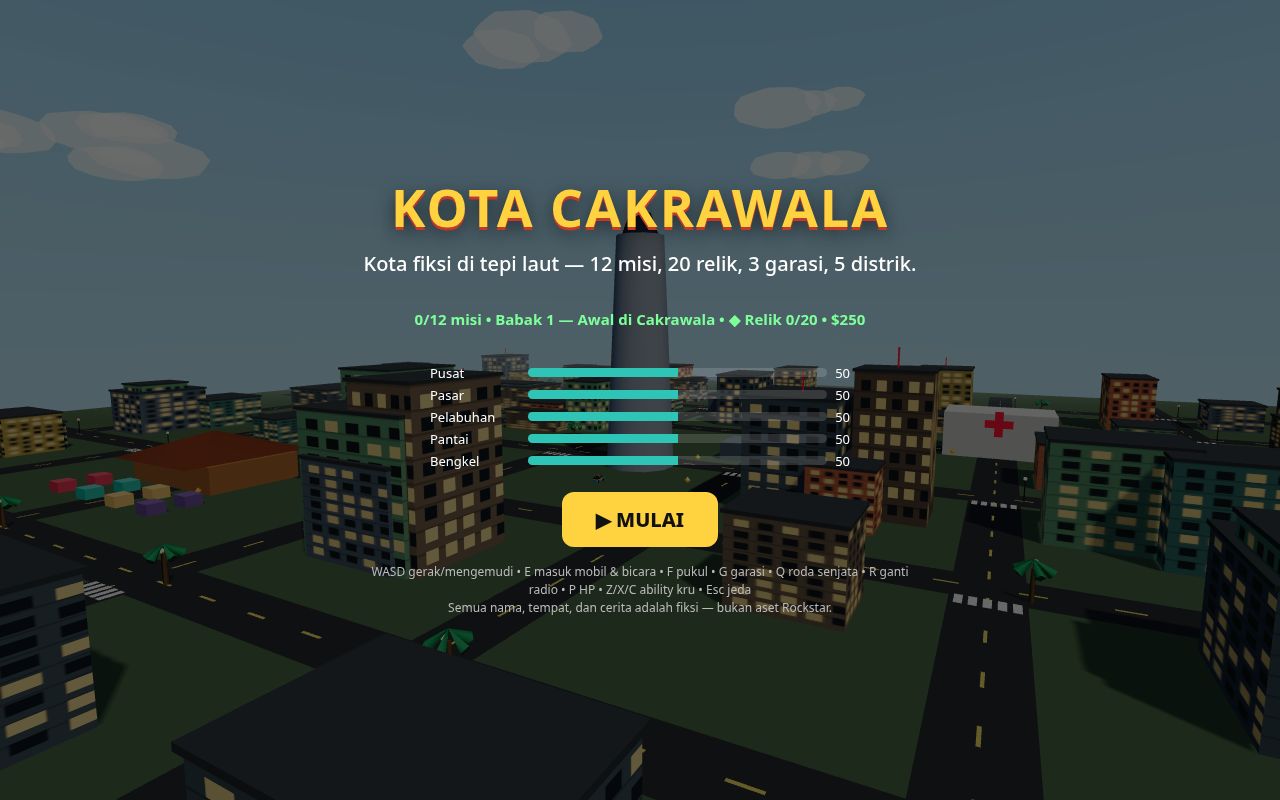 KOTA CAKRAWALA
Kota fiksi di tepi laut — 12 misi, 20 relik, 3 garasi, 5 distrik.
0/12 misi • Babak 1 — Awal di Cakrawala • ◆ Relik 0/20 • $250
Pusat 50
Pasar 50
Pelabuhan 50
Pantai 50
Bengkel 50
▶ MULAI
WASD gerak/mengemudi • E masuk mobil & bicara • F pukul • G garasi • Q roda senjata • R ganti
radio • P HP • Z/X/C ability kru • Esc jeda
Semua nama, tempat, dan cerita adalah fiksi — bukan aset Rockstar.